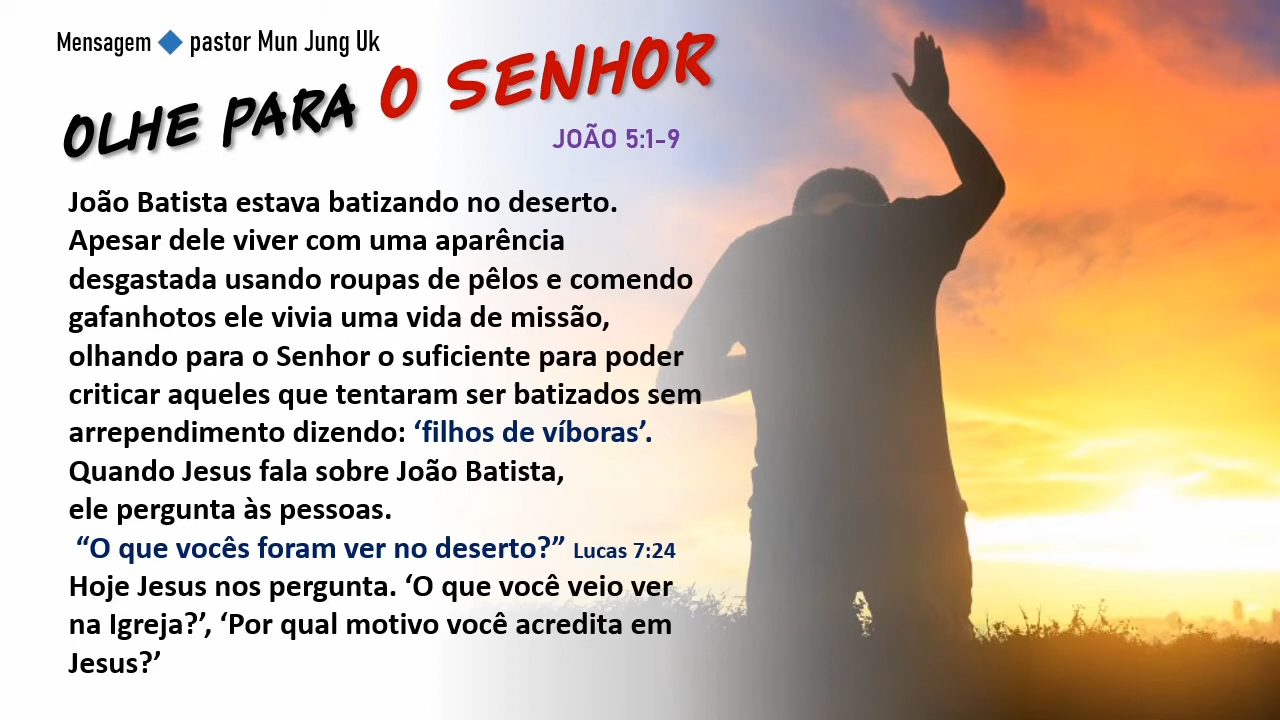 Mensagem ◆ pastor Mun Jung Uk
OLHE PARA O SENHOR
JOÃO 5:1-9
João Batista estava batizando no deserto.
Apesar dele viver com uma aparência
desgastada usando roupas de pêlos e comendo
gafanhotos ele vivia uma vida de missão,
olhando para o Senhor o suficiente para poder
criticar aqueles que tentaram ser batizados sem
arrependimento dizendo: ‘filhos de víboras’.
Quando Jesus fala sobre João Batista,
ele pergunta às pessoas.
“O que vocês foram ver no deserto?” Lucas 7:24
Hoje Jesus nos pergunta. ‘O que você veio ver
na Igreja?’, ‘Por qual motivo você acredita em
Jesus?’